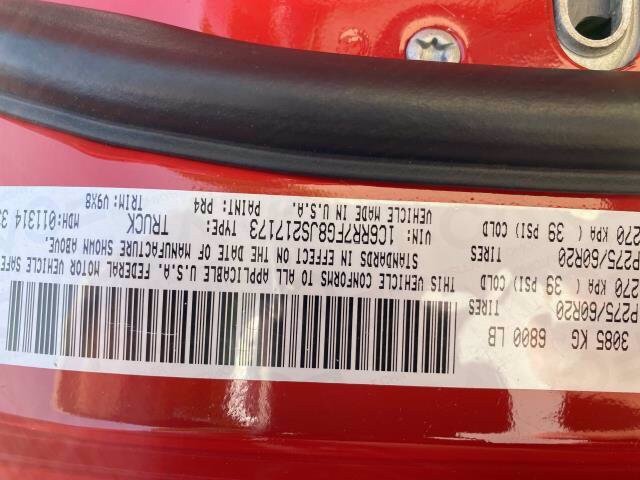 3085 KG 6800 LB
P275/60R20 TIRES
270 KPA ( 39 PSI) COLD
P275/60R20 TIRES
270 KPA ( 39 PSI) COLD
THIS VEHICLE CONFORMS TO ALL APPLICABLE U.S.A. FEDERAL MOTOR VEHICLE SAFE
STANDARDS IN EFFECT ON THE DATE OF MANUFACTURE SHOWN ABOVE.
VIN: 1C6RR7FG8JS217173 TYPE: TRUCK MDH:011314
VEHICLE MADE IN U.S.A. PAINT: PR4 TRIM: V9X8